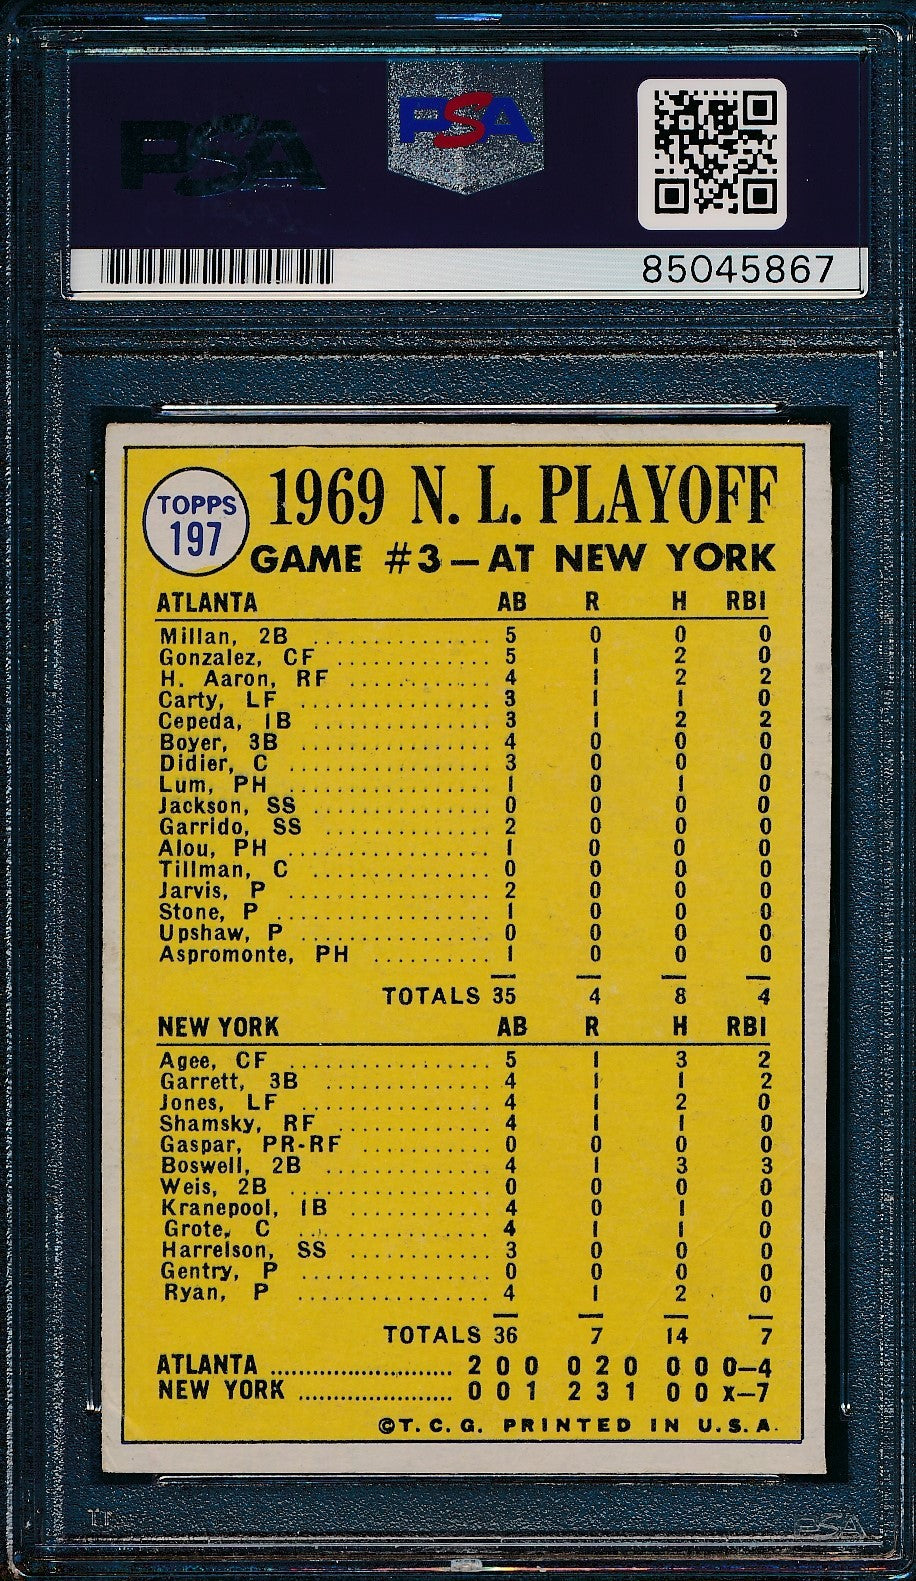 PSA PSA
85045867
TOPPS
197
1969 N. L. PLAYOFF
GAME #3—AT NEW YORK
ATLANTA AB R H RBI
Millan, 2B .................. 5 0 0 0
Gonzalez, CF ................ 5 1 2 0
H. Aaron, RF ................ 4 1 2 2
Carty, LF ................... 3 1 1 0
Cepeda, 1B .................. 3 1 2 2
Boyer, 3B ................... 4 0 0 0
Didier, C ................... 3 0 0 0
Lum, PH ..................... 1 0 1 0
Jackson, SS ................. 0 0 0 0
Garrido, SS ................. 2 0 0 0
Alou, PH .................... 1 0 0 0
Tillman, C .................. 0 0 0 0
Jarvis, P ................... 2 0 0 0
Stone, P .................... 1 0 0 0
Upshaw, P ................... 0 0 0 0
Aspromonte, PH .......... 1 0 0 0
TOTALS 35 4 8 4
NEW YORK AB R H RBI
Agee, CF .................... 5 1 3 2
Garrett, 3B ................. 4 1 1 2
Jones, LF ................... 4 1 2 0
Shamsky, RF ................. 4 1 1 0
Gaspar, PR-RF ............... 0 0 0 0
Boswell, 2B ................. 4 1 3 3
Weis, 2B .................... 0 0 0 0
Kranepool, 1B ............... 4 0 1 0
Grote, C .................... 4 1 1 0
Harrelson, SS ............... 3 0 0 0
Gentry, P ................... 0 0 0 0
Ryan, P ..................... 4 1 2 0
TOTALS 36 7 14 7
ATLANTA .......................... 2 0 0 0 2 0 0 0 0—4
NEW YORK ...................... 0 0 1 2 3 1 0 0 x—7
©T.C.G. PRINTED IN U.S.A.
PSA